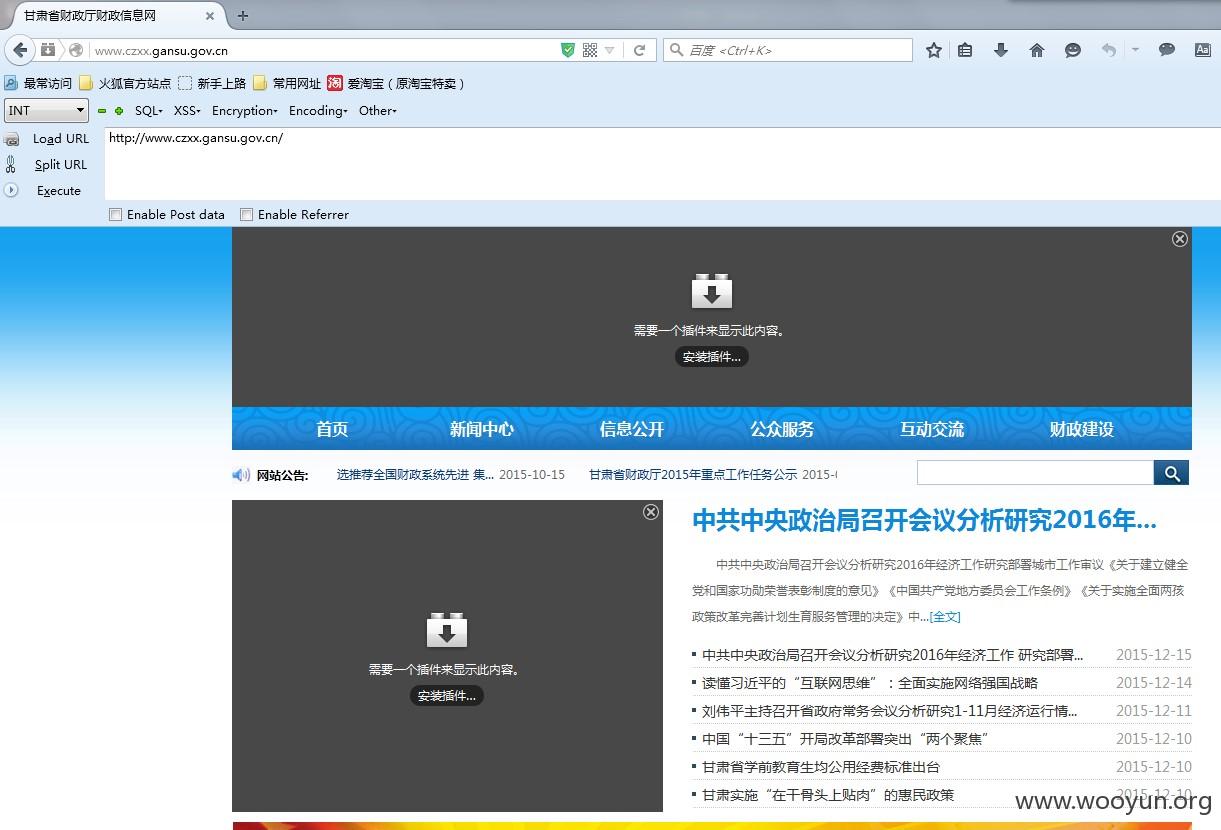 甘肃省财政厅财政信息网
www.czxx.gansu.gov.cn
百度 <Ctrl+K>
最常访问 火狐官方站点 新手上路 常用网址 淘 爱淘宝（原淘宝特卖）
INT SQL XSS Encryption Encoding Other
Load URL http://www.czxx.gansu.gov.cn/
Split URL
Execute
Enable Post data Enable Referrer
需要一个插件来显示此内容。
安装插件...
首页 新闻中心 信息公开 公众服务 互动交流 财政建设
网站公告: 选推荐全国财政系统先进 集... 2015-10-15 甘肃省财政厅2015年重点工作任务公示 2015-
中共中央政治局召开会议分析研究2016年...
中共中央政治局召开会议分析研究2016年经济工作研究部署城市工作审议《关于建立健全
党和国家功勋荣誉表彰制度的意见》《中国共产党地方委员会工作条例》《关于实施全面两孩
政策改革完善计划生育服务管理的决定》中...[全文]
需要一个插件来显示此内容。
安装插件...
中共中央政治局召开会议分析研究2016年经济工作 研究部署... 2015-12-15
读懂习近平的“互联网思维”：全面实施网络强国战略 2015-12-14
刘伟平主持召开省政府常务会议分析研究1-11月经济运行情... 2015-12-11
中国“十三五”开局改革部署突出“两个聚焦” 2015-12-10
甘肃省学前教育生均公用经费标准出台 2015-12-10
甘肃实施“在干骨头上贴肉”的惠民政策 2015-12-10
www.wooyun.org